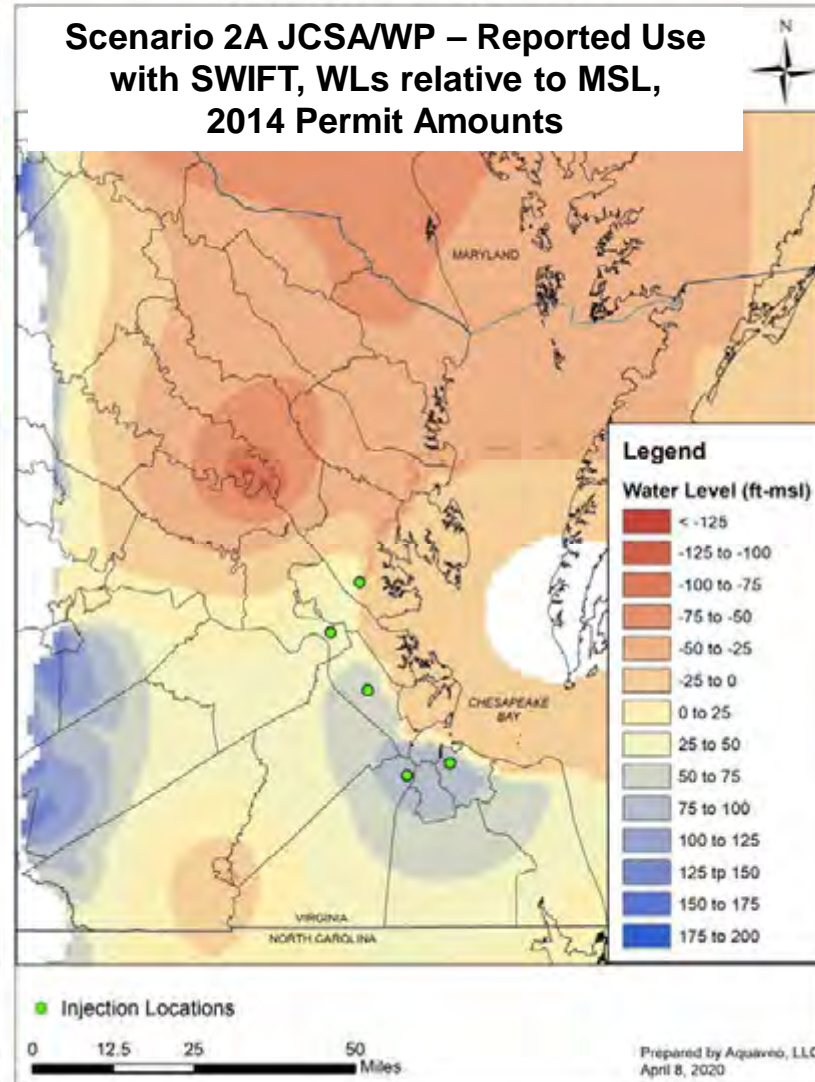 Scenario 2A JCSA/WP – Reported Use
with SWIFT, WLs relative to MSL,
2014 Permit Amounts
N
MARYLAND
CHESAPEAKE
BAY
VIRGINIA
NORTH CAROLINA
Legend
Water Level (ft-msl)
< -125
-125 to -100
-100 to -75
-75 to -50
-50 to -25
-25 to 0
0 to 25
25 to 50
50 to 75
75 to 100
100 to 125
125 tp 150
150 to 175
175 to 200
Injection Locations
0 12.5 25 50
Miles
Prepared by Aquaveo, LLC
April 8, 2020